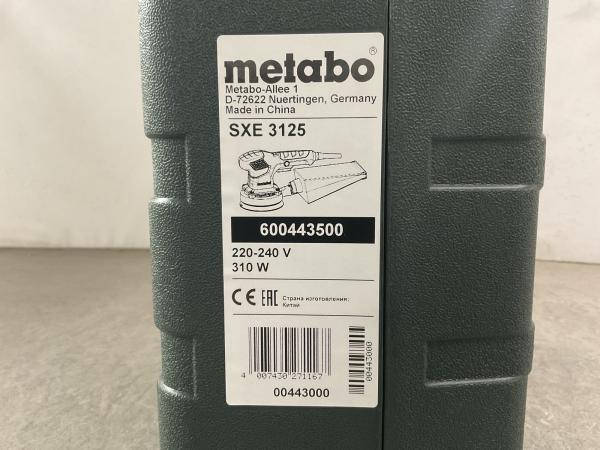 metabo®
Metabo-Allee 1
D-72622 Nuertingen, Germany
Made in China
SXE 3125
600443500
220-240 V
310 W
CE EAC Страна изготовления:
Китай
4 007430 271167
00443000
00443000